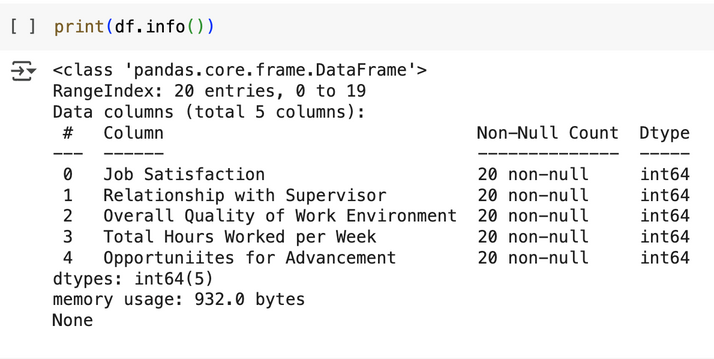 [ ] print(df.info())
<class 'pandas.core.frame.DataFrame'>
RangeIndex: 20 entries, 0 to 19
Data columns (total 5 columns):
 #   Column                               Non-Null Count  Dtype
---  ------                               --------------  -----
 0   Job Satisfaction                     20 non-null     int64
 1   Relationship with Supervisor         20 non-null     int64
 2   Overall Quality of Work Environment  20 non-null     int64
 3   Total Hours Worked per Week          20 non-null     int64
 4   Opportuniites for Advancement        20 non-null     int64
dtypes: int64(5)
memory usage: 932.0 bytes
None